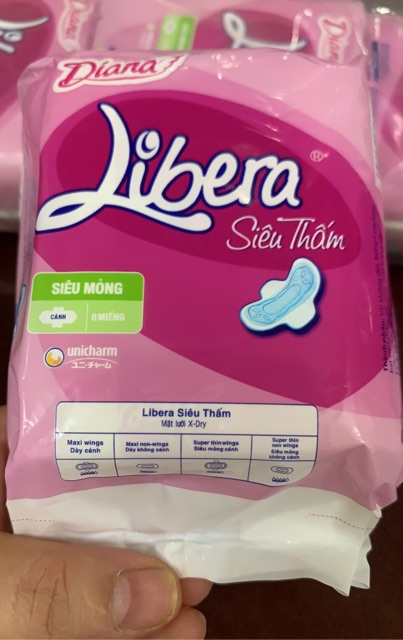 Diana
Libera®
Siêu Thấm
SIÊU MỎNG
CÁNH
8 MIẾNG
unicharm
ユニ・チャーム
Libera Siêu Thấm
Mặt lưới X-Dry
Maxi wings
Dày cánh
Maxi non-wings
Dày không cánh
Super thin wings
Siêu mỏng cánh
Super thin
non wings
Siêu mỏng
không cánh